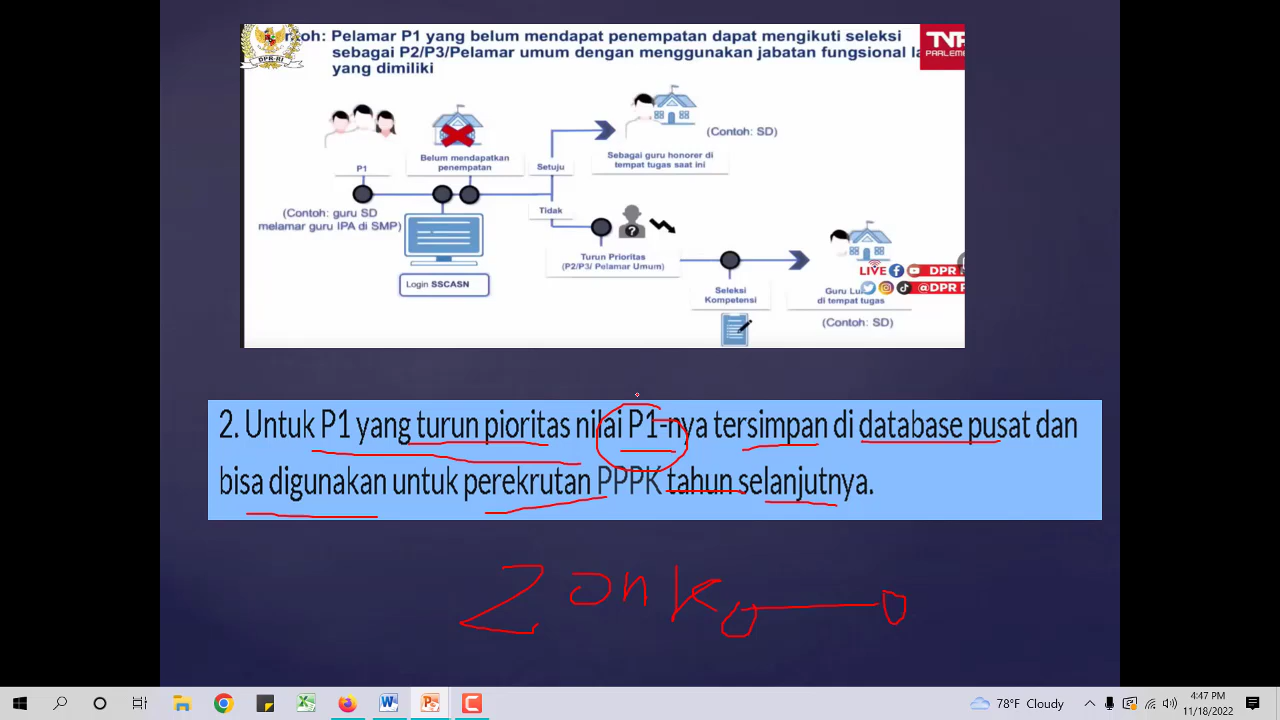 oh: Pelamar P1 yang belum mendapat penempatan dapat mengikuti seleksi
sebagai P2/P3/Pelamar umum dengan menggunakan jabatan fungsional la
yang dimiliki
DPR-RI
TVR
PARLEME
P1
(Contoh: guru SD
melamar guru IPA di SMP)
Belum mendapatkan
penempatan
Login SSCASN
Setuju
Tidak
(Contoh: SD)
Sebagai guru honorer di
tempat tugas saat ini
?
Turun Prioritas
(P2/P3/ Pelamar Umum)
Seleksi
Kompetensi
LIVE DPR
@DPR
Guru Lu
di tempat tugas
(Contoh: SD)
2. Untuk P1 yang turun pioritas nilai P1-nya tersimpan di database pusat dan
bisa digunakan untuk perekrutan PPPK tahun selanjutnya.
Zonk
78°F Clear
4:47 PM
11/18/2022